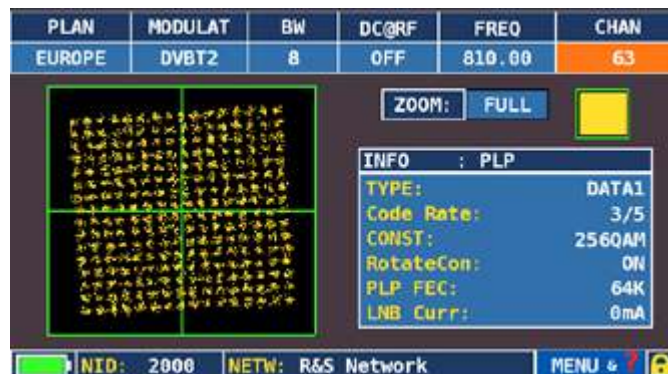 PLAN MODULAT BW DC@RF FREQ CHAN
EUROPE DVBT2 8 OFF 810.00 63
ZOOM: FULL
INFO : PLP
TYPE: DATA1
Code Rate: 3/5
CONST: 256QAM
RotateCon: ON
PLP FEC: 64K
LNB Curr: 0mA
NID: 2000 NETW: R&S Network MENU & ?